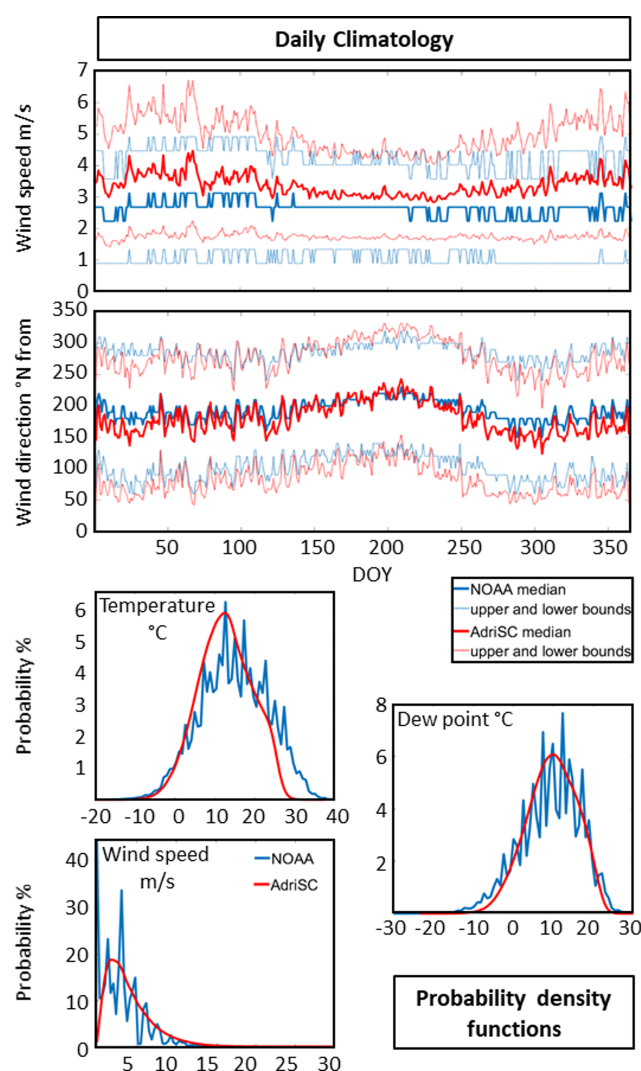 Daily Climatology
Wind speed m/s
7
6
5
4
3
2
1
0
Wind direction °N from
350
300
250
200
150
100
50
0
50 100 150 200 250 300 350
DOY
NOAA median
upper and lower bounds
AdriSC median
upper and lower bounds
Probability %
Temperature
°C
6
5
4
3
2
1
-20 -10 0 10 20 30 40
Dew point °C
8
6
4
2
-30 -20 -10 0 10 20 30
Probability %
Wind speed
m/s
NOAA
AdriSC
40
30
20
10
0
5 10 15 20 25 30
Probability density
functions